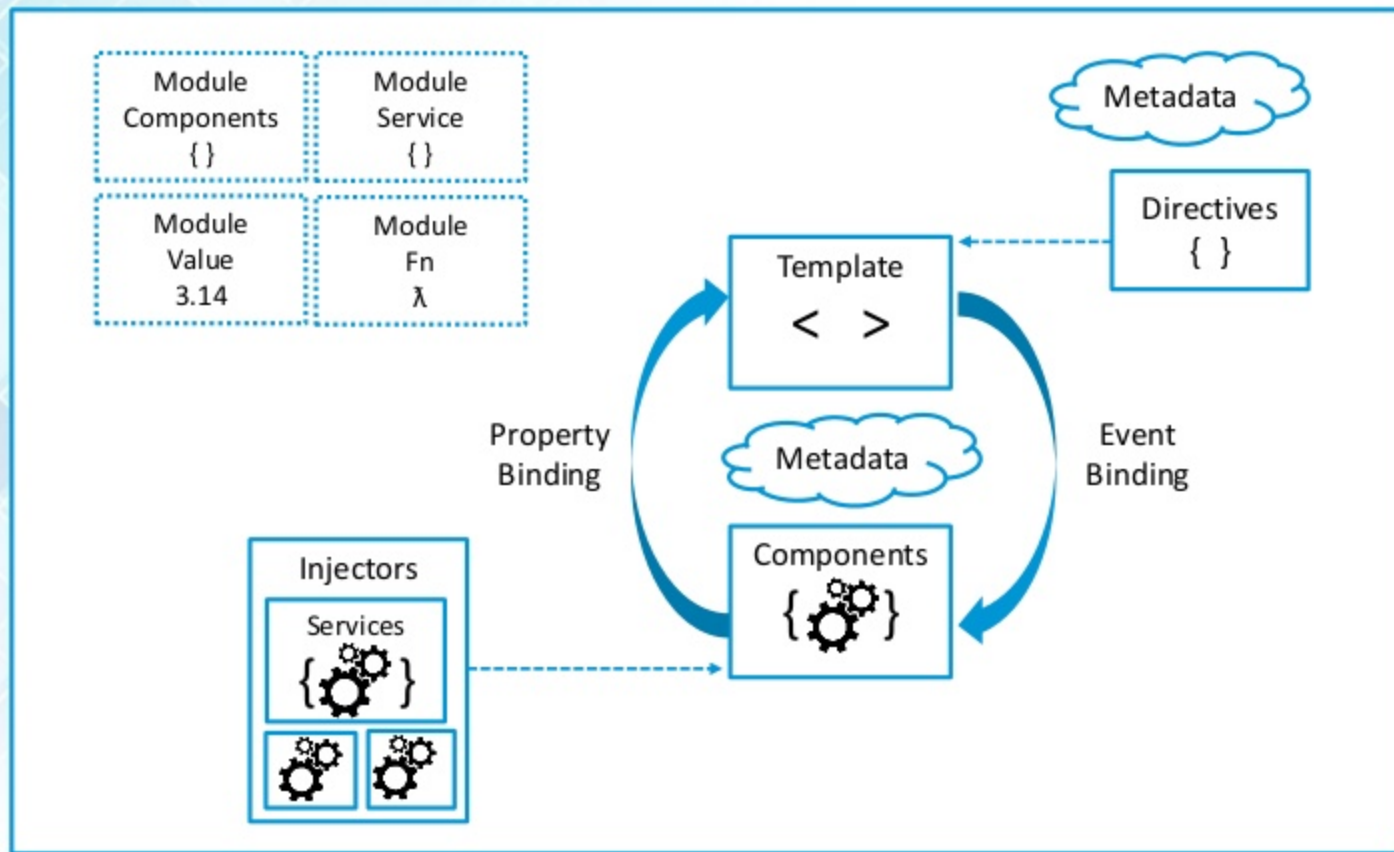 Module
Components
{ }
Module
Service
{ }
Module
Value
3.14
Module
Fn
λ
Metadata
Directives
{ }
Template
< >
Property
Binding
Metadata
Event
Binding
Components
{ }
Injectors
Services
{ }